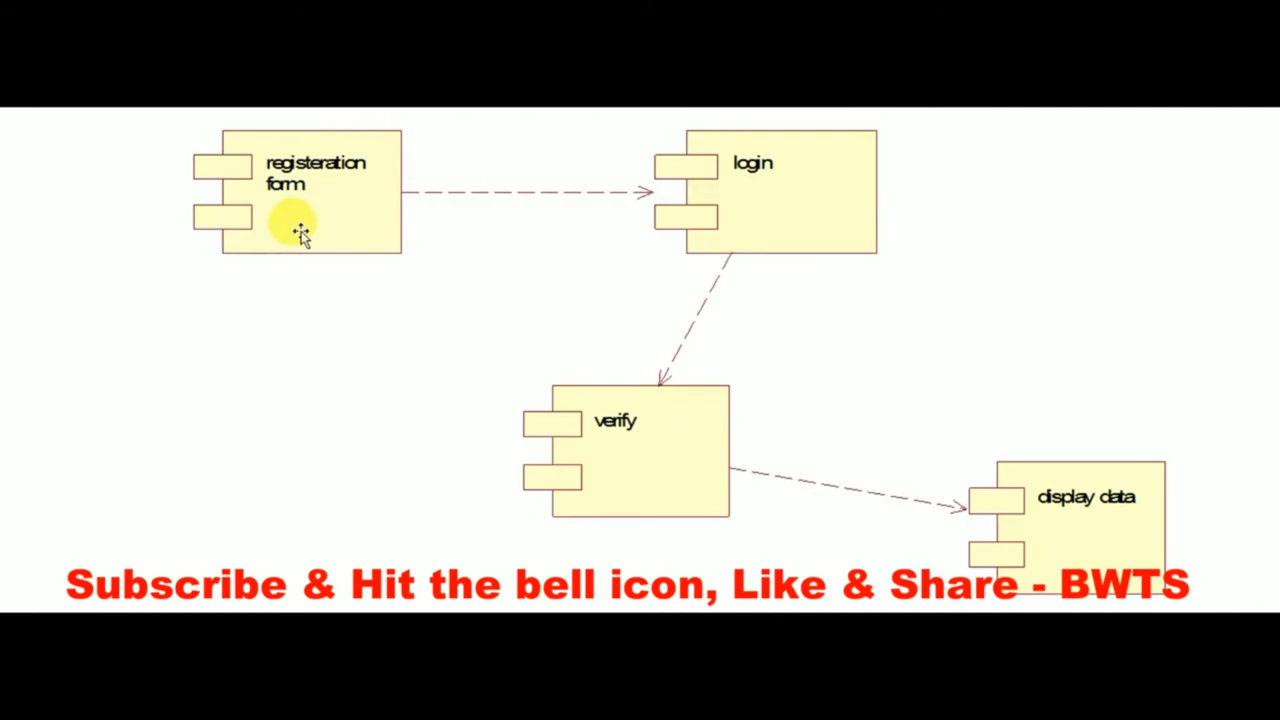 registeration
form
login
verify
display data
Subscribe & Hit the bell icon, Like & Share - BWTS